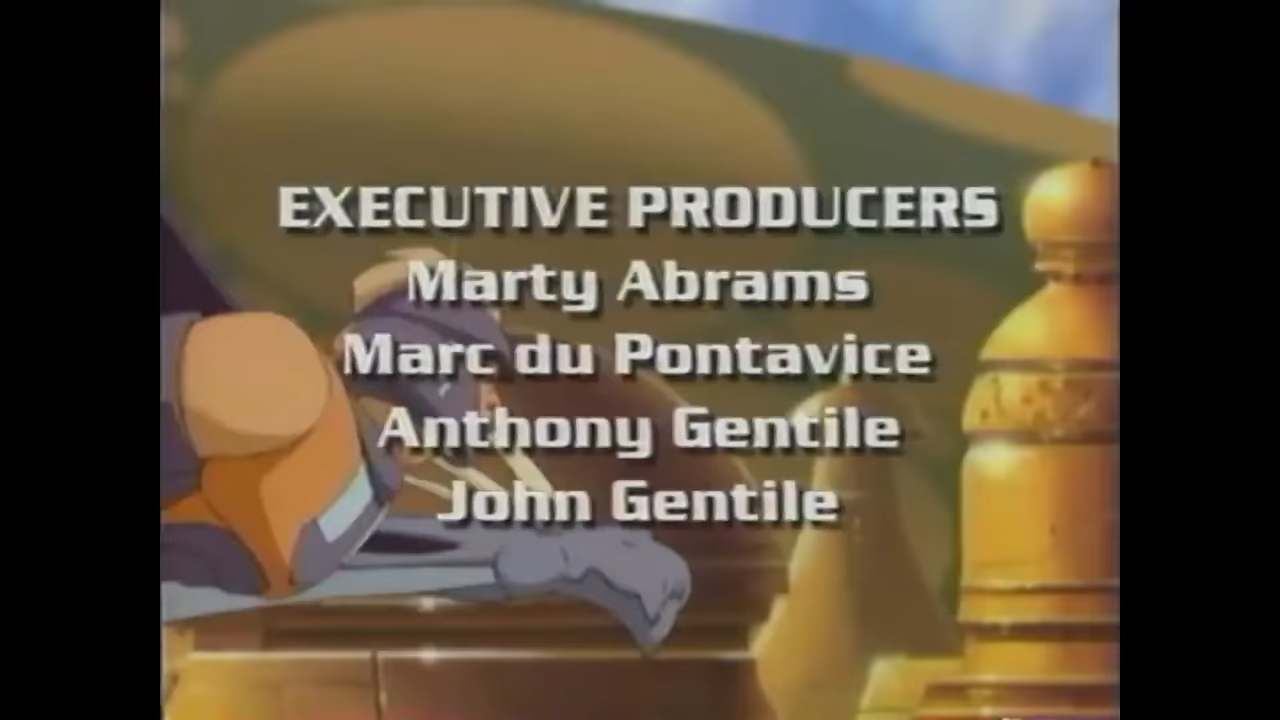 EXECUTIVE PRODUCERS
Marty Abrams
Marc du Pontavice
Anthony Gentile
John Gentile